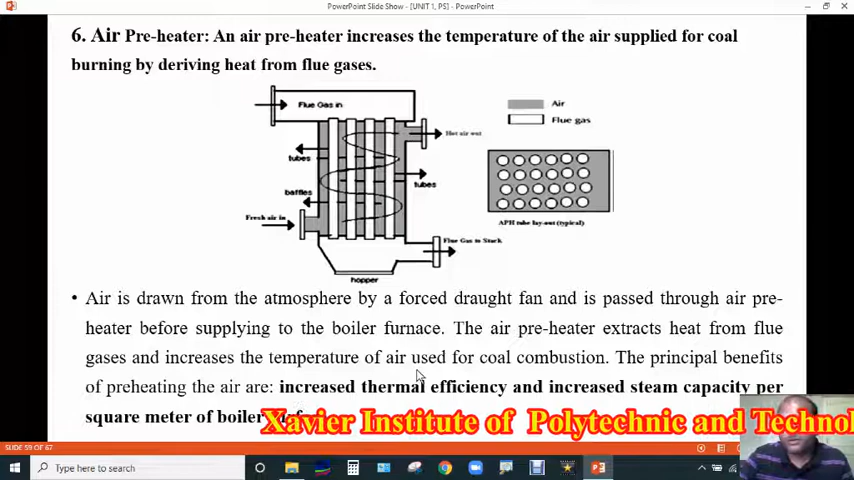 PowerPoint Slide Show - [UNIT 1, PS] - PowerPoint
6. Air Pre-heater: An air pre-heater increases the temperature of the air supplied for coal
burning by deriving heat from flue gases.
Flue Gas in
Air
Flue gas
Hot air out
tubes
tubes
baffles
Fresh air in
APH tube lay-out (typical)
Flue Gas to Stack
hopper
• Air is drawn from the atmosphere by a forced draught fan and is passed through air pre-
heater before supplying to the boiler furnace. The air pre-heater extracts heat from flue
gases and increases the temperature of air used for coal combustion. The principal benefits
of preheating the air are: increased thermal efficiency and increased steam capacity per
square meter of boiler
Xavier Institute of Polytechnic and Technol
SLIDE 59 OF 67
Type here to search